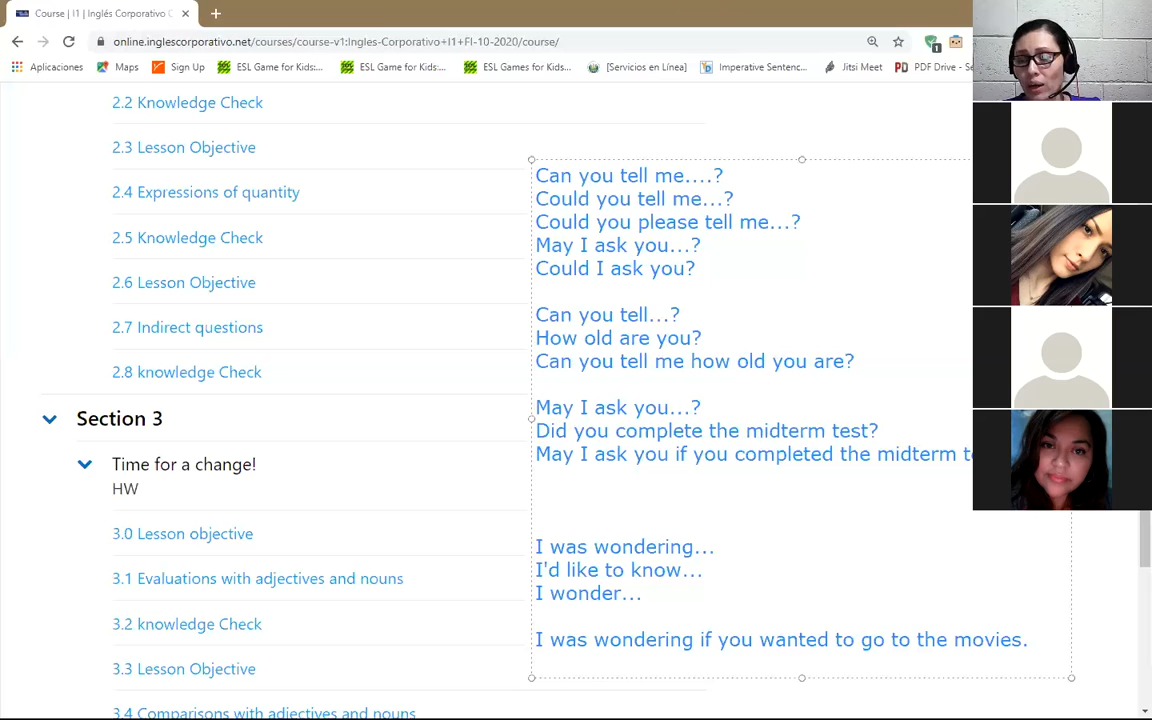 Course | I1 | Inglés Corporativo C
online.inglescorporativo.net/courses/course-v1:Ingles-Corporativo+I1+FI-10-2020/course/
Aplicaciones
Maps
Sign Up
ESL Game for Kids:...
ESL Game for Kids:...
ESL Games for Kids:...
[Servicios en Línea]
Imperative Sentenc...
Jitsi Meet
PDF Drive - Se
2.2 Knowledge Check
2.3 Lesson Objective
2.4 Expressions of quantity
2.5 Knowledge Check
2.6 Lesson Objective
2.7 Indirect questions
2.8 knowledge Check
Section 3
Time for a change!
HW
3.0 Lesson objective
3.1 Evaluations with adjectives and nouns
3.2 knowledge Check
3.3 Lesson Objective
3.4 Comparisons with adjectives and nouns
Can you tell me....?
Could you tell me...?
Could you please tell me...?
May I ask you...?
Could I ask you?
Can you tell...?
How old are you?
Can you tell me how old you are?
May I ask you...?
Did you complete the midterm test?
May I ask you if you completed the midterm
I was wondering...
I'd like to know...
I wonder...
I was wondering if you wanted to go to the movies.